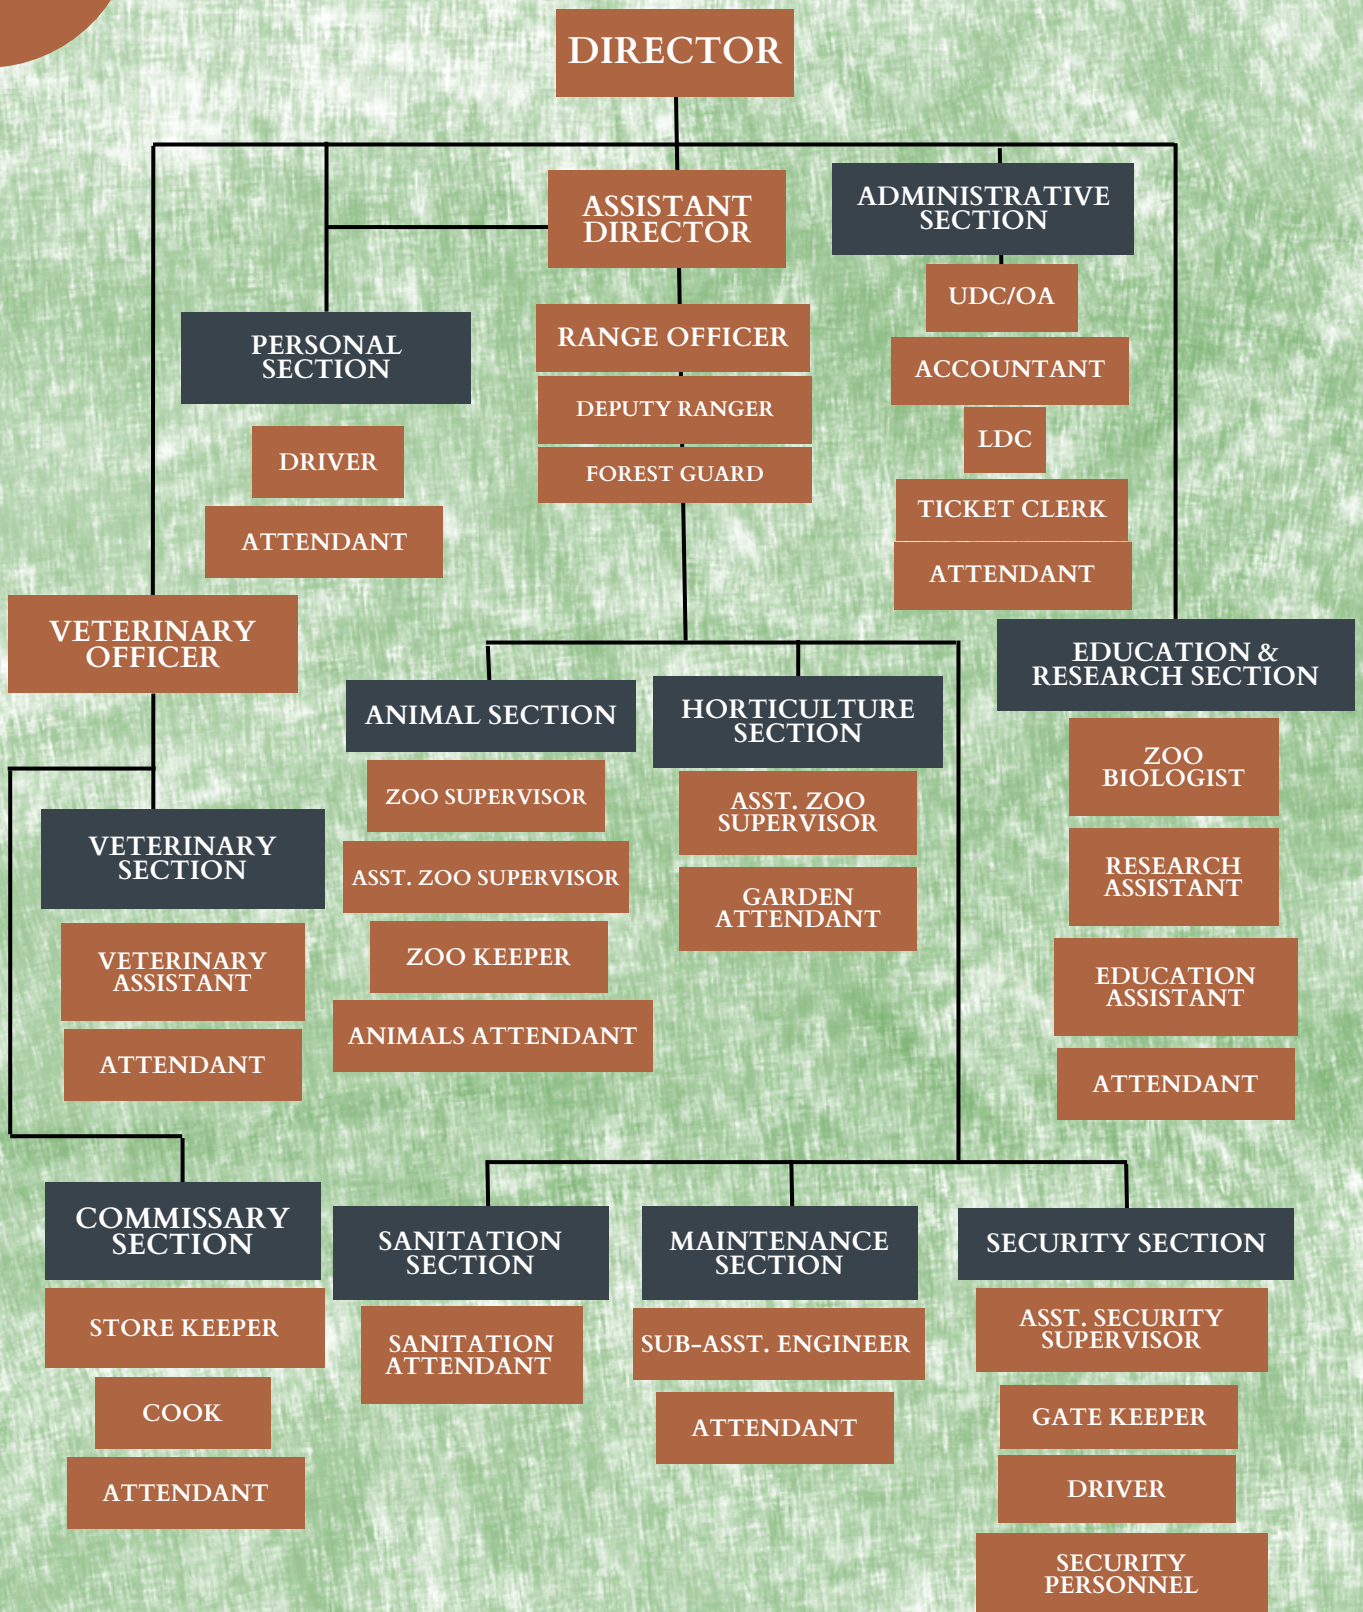 DIRECTOR
ASSISTANT
DIRECTOR
ADMINISTRATIVE
SECTION
UDC/OA
ACCOUNTANT
LDC
TICKET CLERK
ATTENDANT
PERSONAL
SECTION
DRIVER
ATTENDANT
RANGE OFFICER
DEPUTY RANGER
FOREST GUARD
VETERINARY
OFFICER
EDUCATION &
RESEARCH SECTION
ZOO
BIOLOGIST
RESEARCH
ASSISTANT
EDUCATION
ASSISTANT
ATTENDANT
ANIMAL SECTION
ZOO SUPERVISOR
ASST. ZOO SUPERVISOR
ZOO KEEPER
ANIMALS ATTENDANT
HORTICULTURE
SECTION
ASST. ZOO
SUPERVISOR
GARDEN
ATTENDANT
VETERINARY
SECTION
VETERINARY
ASSISTANT
ATTENDANT
COMMISSARY
SECTION
STORE KEEPER
COOK
ATTENDANT
SANITATION
SECTION
SANITATION
ATTENDANT
MAINTENANCE
SECTION
SUB-ASST. ENGINEER
ATTENDANT
SECURITY SECTION
ASST. SECURITY
SUPERVISOR
GATE KEEPER
DRIVER
SECURITY
PERSONNEL